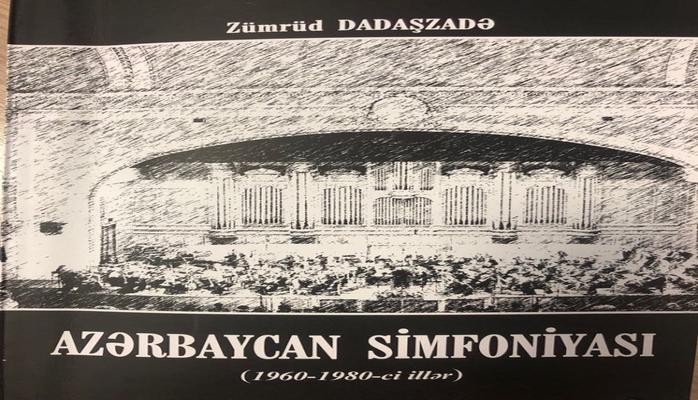 Zümrüd DADAŞZADƏ
AZƏRBAYCAN SİMFONİYASI
(1960-1980-ci illər)